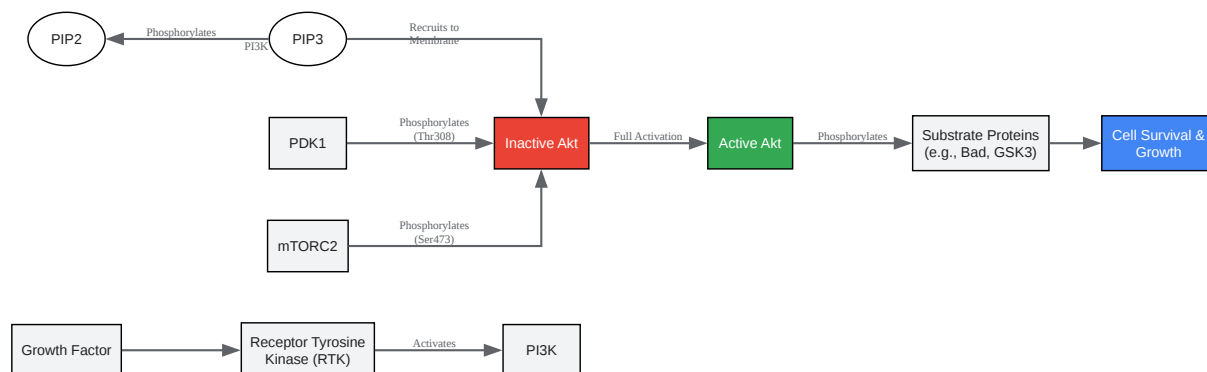 PIP2
Phosphorylates
PI3K
PIP3
Recruits to
Membrane
PDK1
Phosphorylates
(Thr308)
Inactive Akt
Full Activation
Active Akt
Phosphorylates
Substrate Proteins
(e.g., Bad, GSK3)
Cell Survival &
Growth
mTORC2
Phosphorylates
(Ser473)
Growth Factor
Receptor Tyrosine
Kinase (RTK)
Activates
PI3K